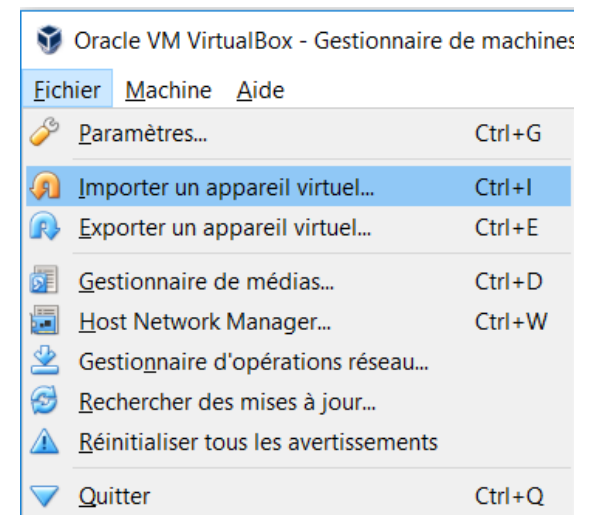 Oracle VM VirtualBox - Gestionnaire de machines
Fichier Machine Aide
Paramètres... Ctrl+G
Importer un appareil virtuel... Ctrl+I
Exporter un appareil virtuel... Ctrl+E
Gestionnaire de médias... Ctrl+D
Host Network Manager... Ctrl+W
Gestionnaire d'opérations réseau...
Rechercher des mises à jour...
Réinitialiser tous les avertissements
Quitter Ctrl+Q